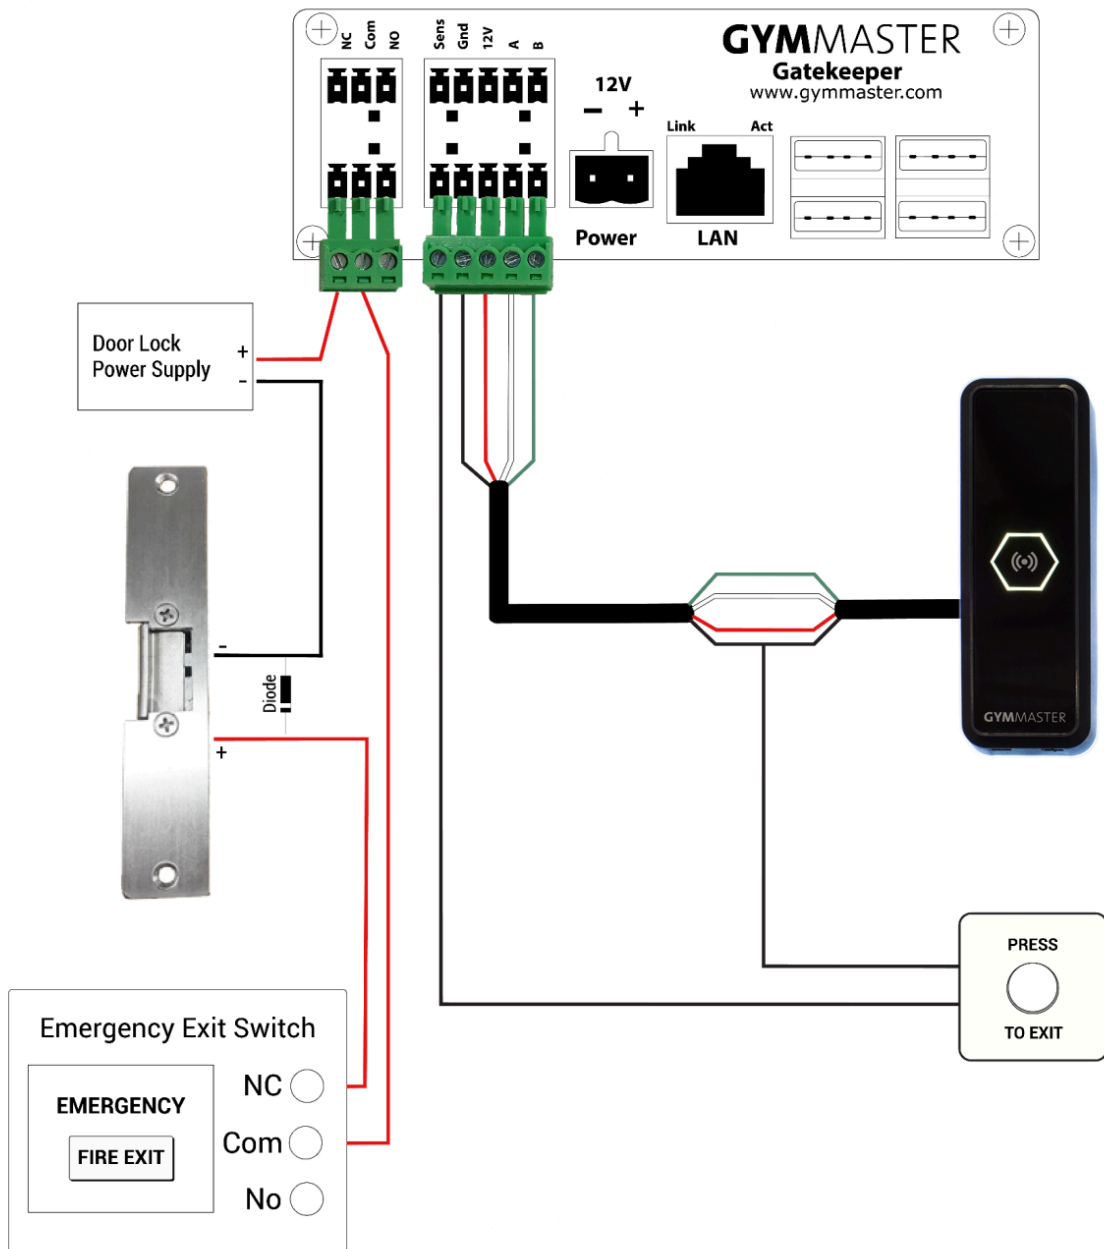 NC Com NO Sens Gnd 12V A B
GYMMASTER
Gatekeeper
www.gymmaster.com
12V
− +
Link Act
Power LAN
Door Lock
Power Supply
+
-
-
Diode
+
GYMMASTER
PRESS
TO EXIT
Emergency Exit Switch
NC
EMERGENCY
Com
FIRE EXIT
No